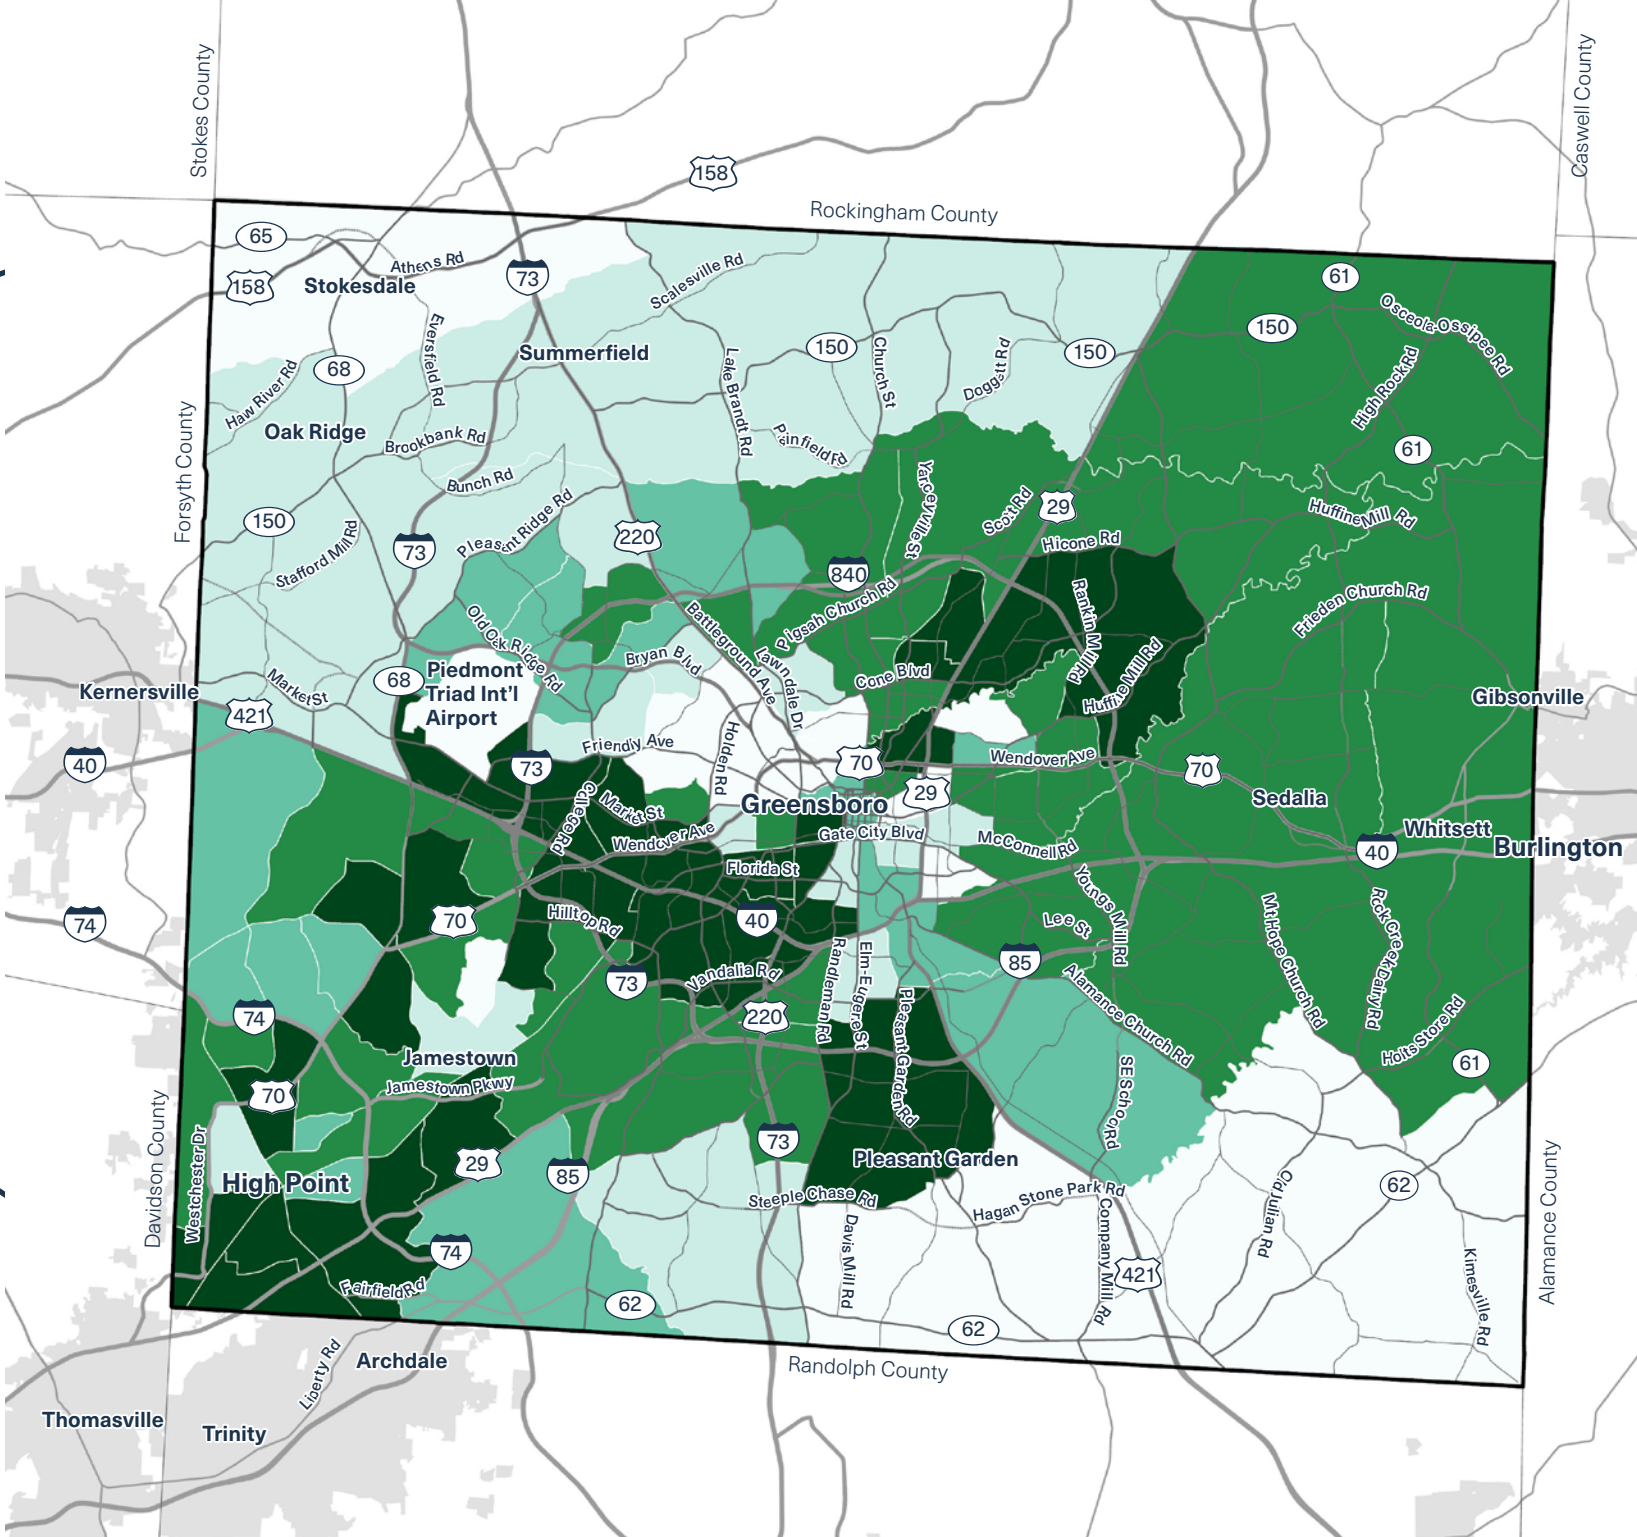 Stokes County
Caswell County
158
Rockingham County
65
Athens Rd
158
Stokesdale
73
Scalesville Rd
61
Osceola-Ossipee Rd
150
Eversfield Rd
Summerfield
150
Church St
Doggett Rd
150
High Rock Rd
68
Haw River Rd
Lake Brandt Rd
Oak Ridge
Brookbank Rd
61
Forsyth County
Bunch Rd
Yanceyville St
Scott Rd
29
Huffine Mill Rd
150
Pleasant Ridge Rd
220
Hicone Rd
Stafford Mill Rd
73
840
Rankin Mill Rd
Frieden Church Rd
Pisgah Church Rd
Old Oak Ridge Rd
Battleground Ave
Bryan Blvd
Lawndale Dr
Huffine Mill Rd
Piedmont
Triad Int'l
Airport
68
Cone Blvd
Kernersville
Market St
Gibsonville
421
Friendly Ave
Holden Rd
40
73
70
Wendover Ave
70
29
Sedalia
College Rd
Market St
Greensboro
Wendover Ave
Gate City Blvd
McConnell Rd
Whitsett
Burlington
40
Florida St
Youngs Mill Rd
74
70
Hilltop Rd
40
Lee St
Mt Hope Church Rd
Rock Creek Dairy Rd
Randleman Rd
Elm-Eugene St
85
73
Vandalia Rd
Alamance Church Rd
74
220
Pleasant Garden Rd
Jamestown
Holts Store Rd
61
Jamestown Pkwy
SE School Rd
70
Davidson County
Westchester Dr
73
29
85
Pleasant Garden
High Point
62
Alamance County
Steeple Chase Rd
Hagan Stone Park Rd
Old Julian Rd
Davis Mill Rd
Company Mill Rd
74
421
Kimesville Rd
Fairfield Rd
62
62
Archdale
Randolph County
Liberty Rd
Thomasville
Trinity